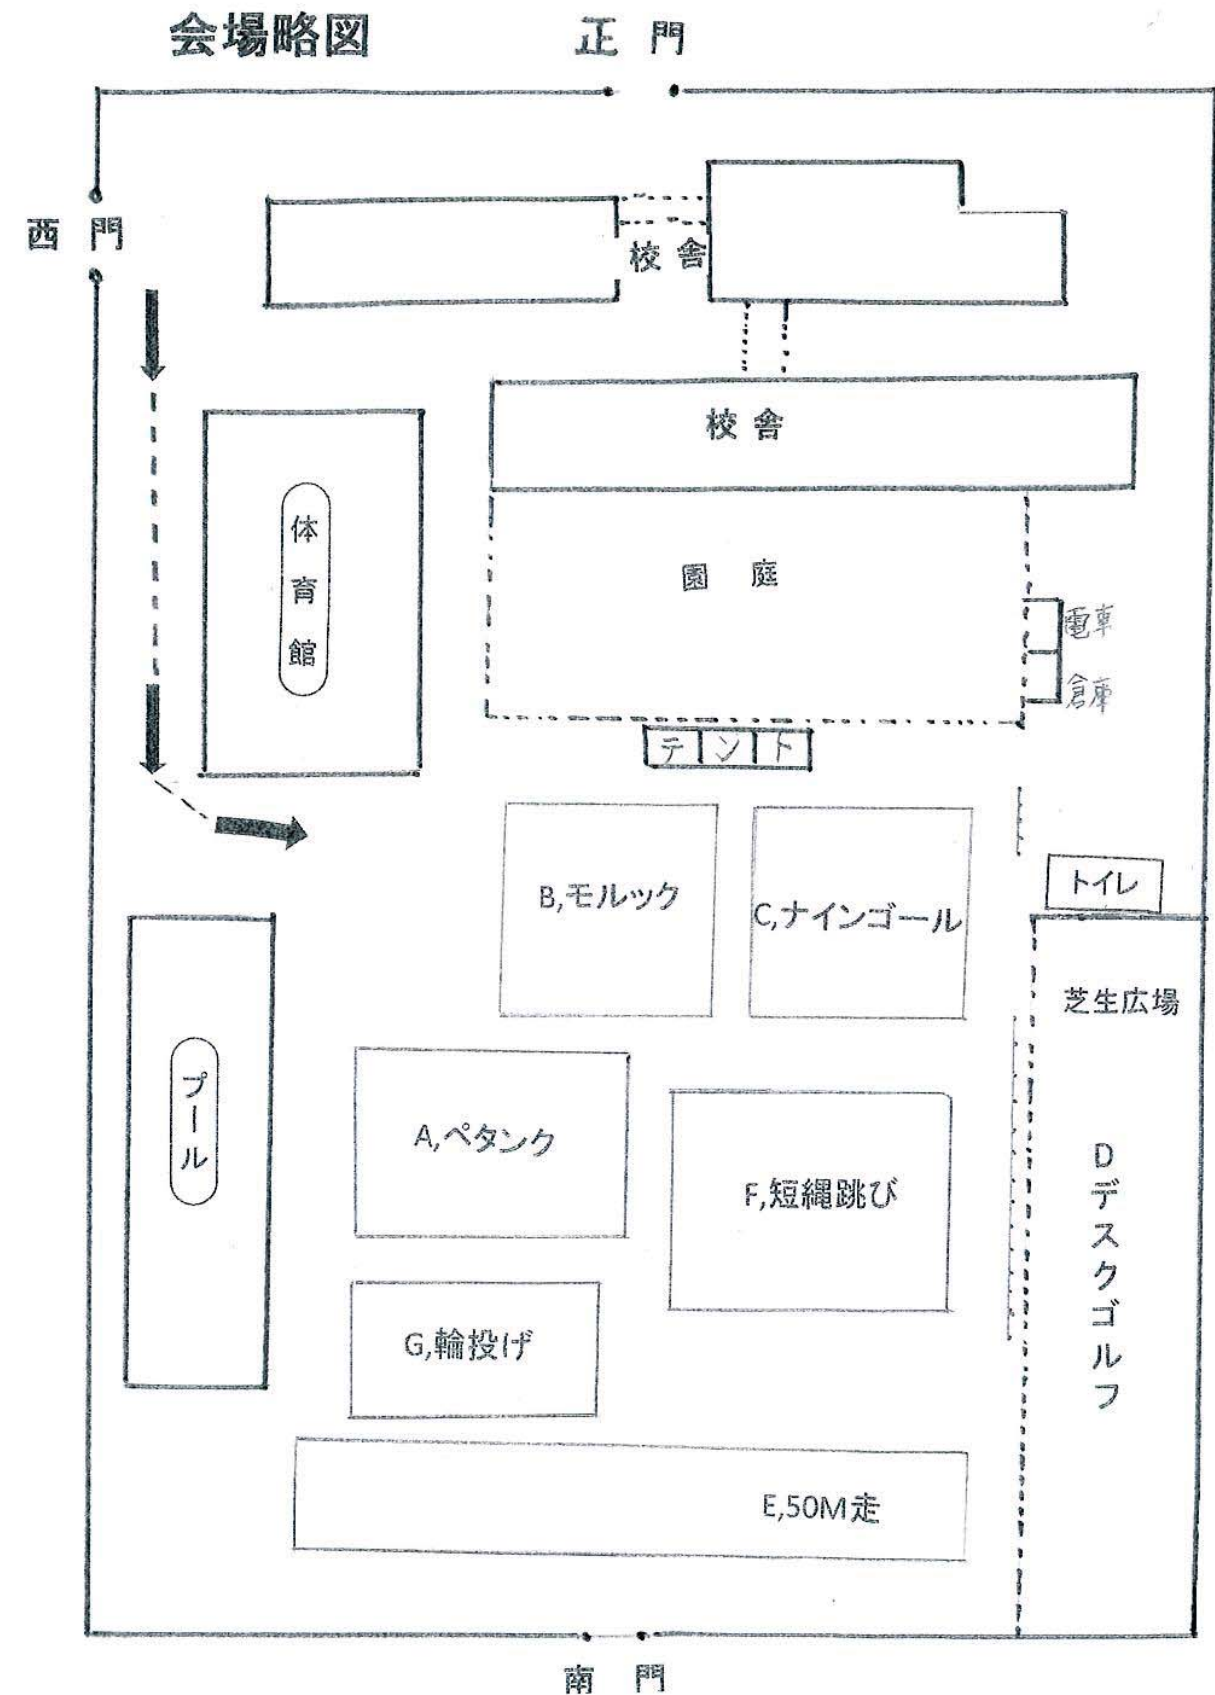 会場略図
正門
西門
校舎
校舎
体育館
園庭
電車
倉庫
テント
B,モルック
C,ナインゴール
トイレ
芝生広場
プール
A,ペタンク
F,短縄跳び
Dデスクゴルフ
G,輪投げ
E,50M走
南門